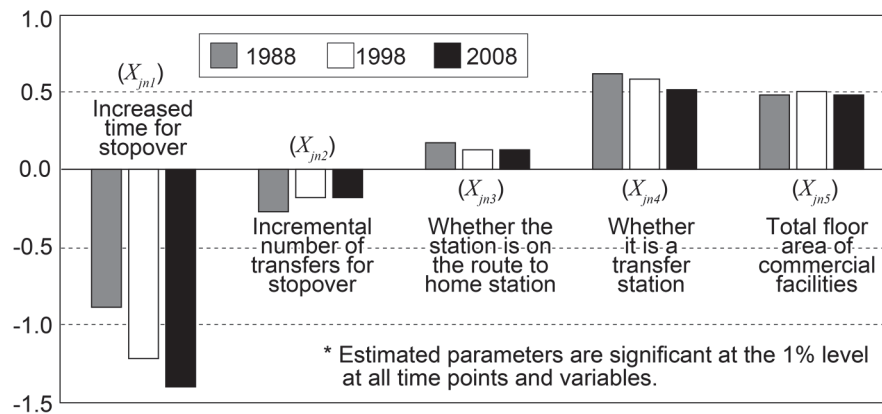 1.0
0.5
0.0
-0.5
-1.0
-1.5
1988 1998 2008
(Xjn1)
Increased
time for
stopover
(Xjn2)
Incremental
number of
transfers for
stopover
(Xjn3)
Whether the
station is on
the route to
home station
(Xjn4)
Whether
it is a
transfer
station
(Xjn5)
Total floor
area of
commercial
facilities
* Estimated parameters are significant at the 1% level
at all time points and variables.